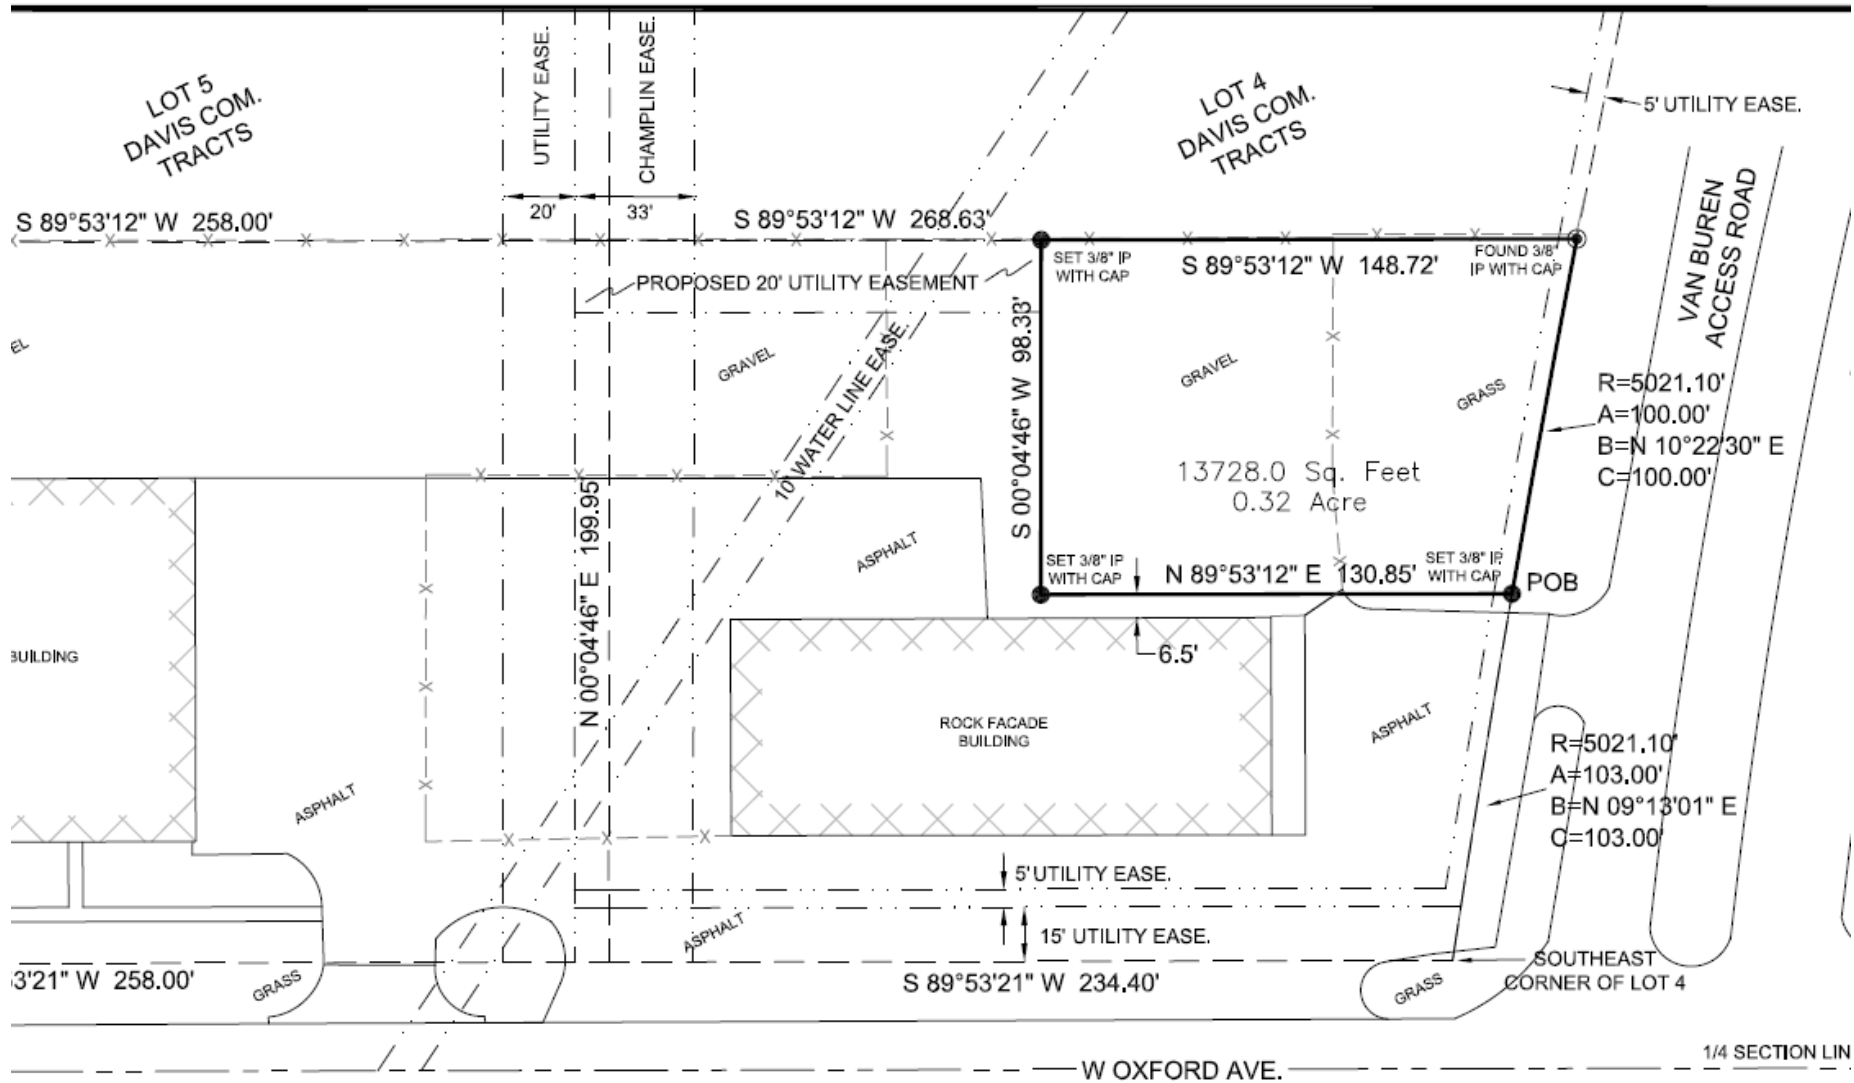 LOT 5
DAVIS COM.
TRACTS
UTILITY EASE.
CHAMPLIN EASE.
LOT 4
DAVIS COM.
TRACTS
5' UTILITY EASE.
VAN BUREN
ACCESS ROAD
20'
33'
S 89°53'12" W 258.00'
S 89°53'12" W 268.63'
SET 3/8" IP
WITH CAP
S 89°53'12" W 148.72'
FOUND 3/8"
IP WITH CAP
PROPOSED 20' UTILITY EASEMENT
EL
GRAVEL
10' WATER LINE EASE.
S 00°04'46" W 98.33'
GRAVEL
GRASS
R=5021.10'
A=100.00'
B=N 10°22'30" E
C=100.00'
13728.0 Sq. Feet
0.32 Acre
N 00°04'46" E 199.95'
ASPHALT
SET 3/8" IP
WITH CAP
N 89°53'12" E 130.85'
SET 3/8" IP
WITH CAP
POB
BUILDING
6.5'
ROCK FACADE
BUILDING
ASPHALT
ASPHALT
R=5021.10'
A=103.00'
B=N 09°13'01" E
C=103.00'
5' UTILITY EASE.
ASPHALT
15' UTILITY EASE.
3'21" W 258.00'
GRASS
S 89°53'21" W 234.40'
GRASS
SOUTHEAST
CORNER OF LOT 4
1/4 SECTION LIN
W OXFORD AVE.